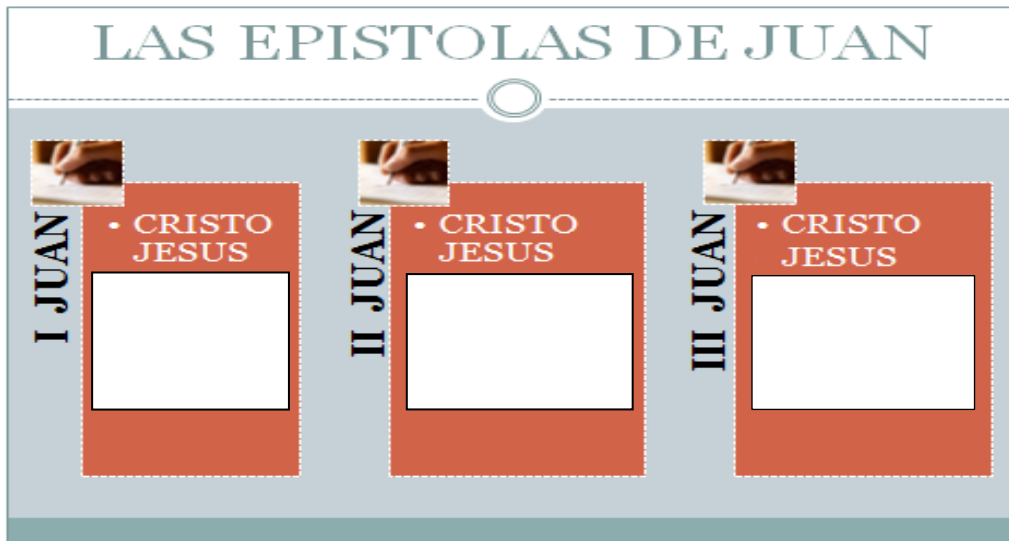 LAS EPISTOLAS DE JUAN
I JUAN
• CRISTO
JESUS
II JUAN
• CRISTO
JESUS
III JUAN
• CRISTO
JESUS